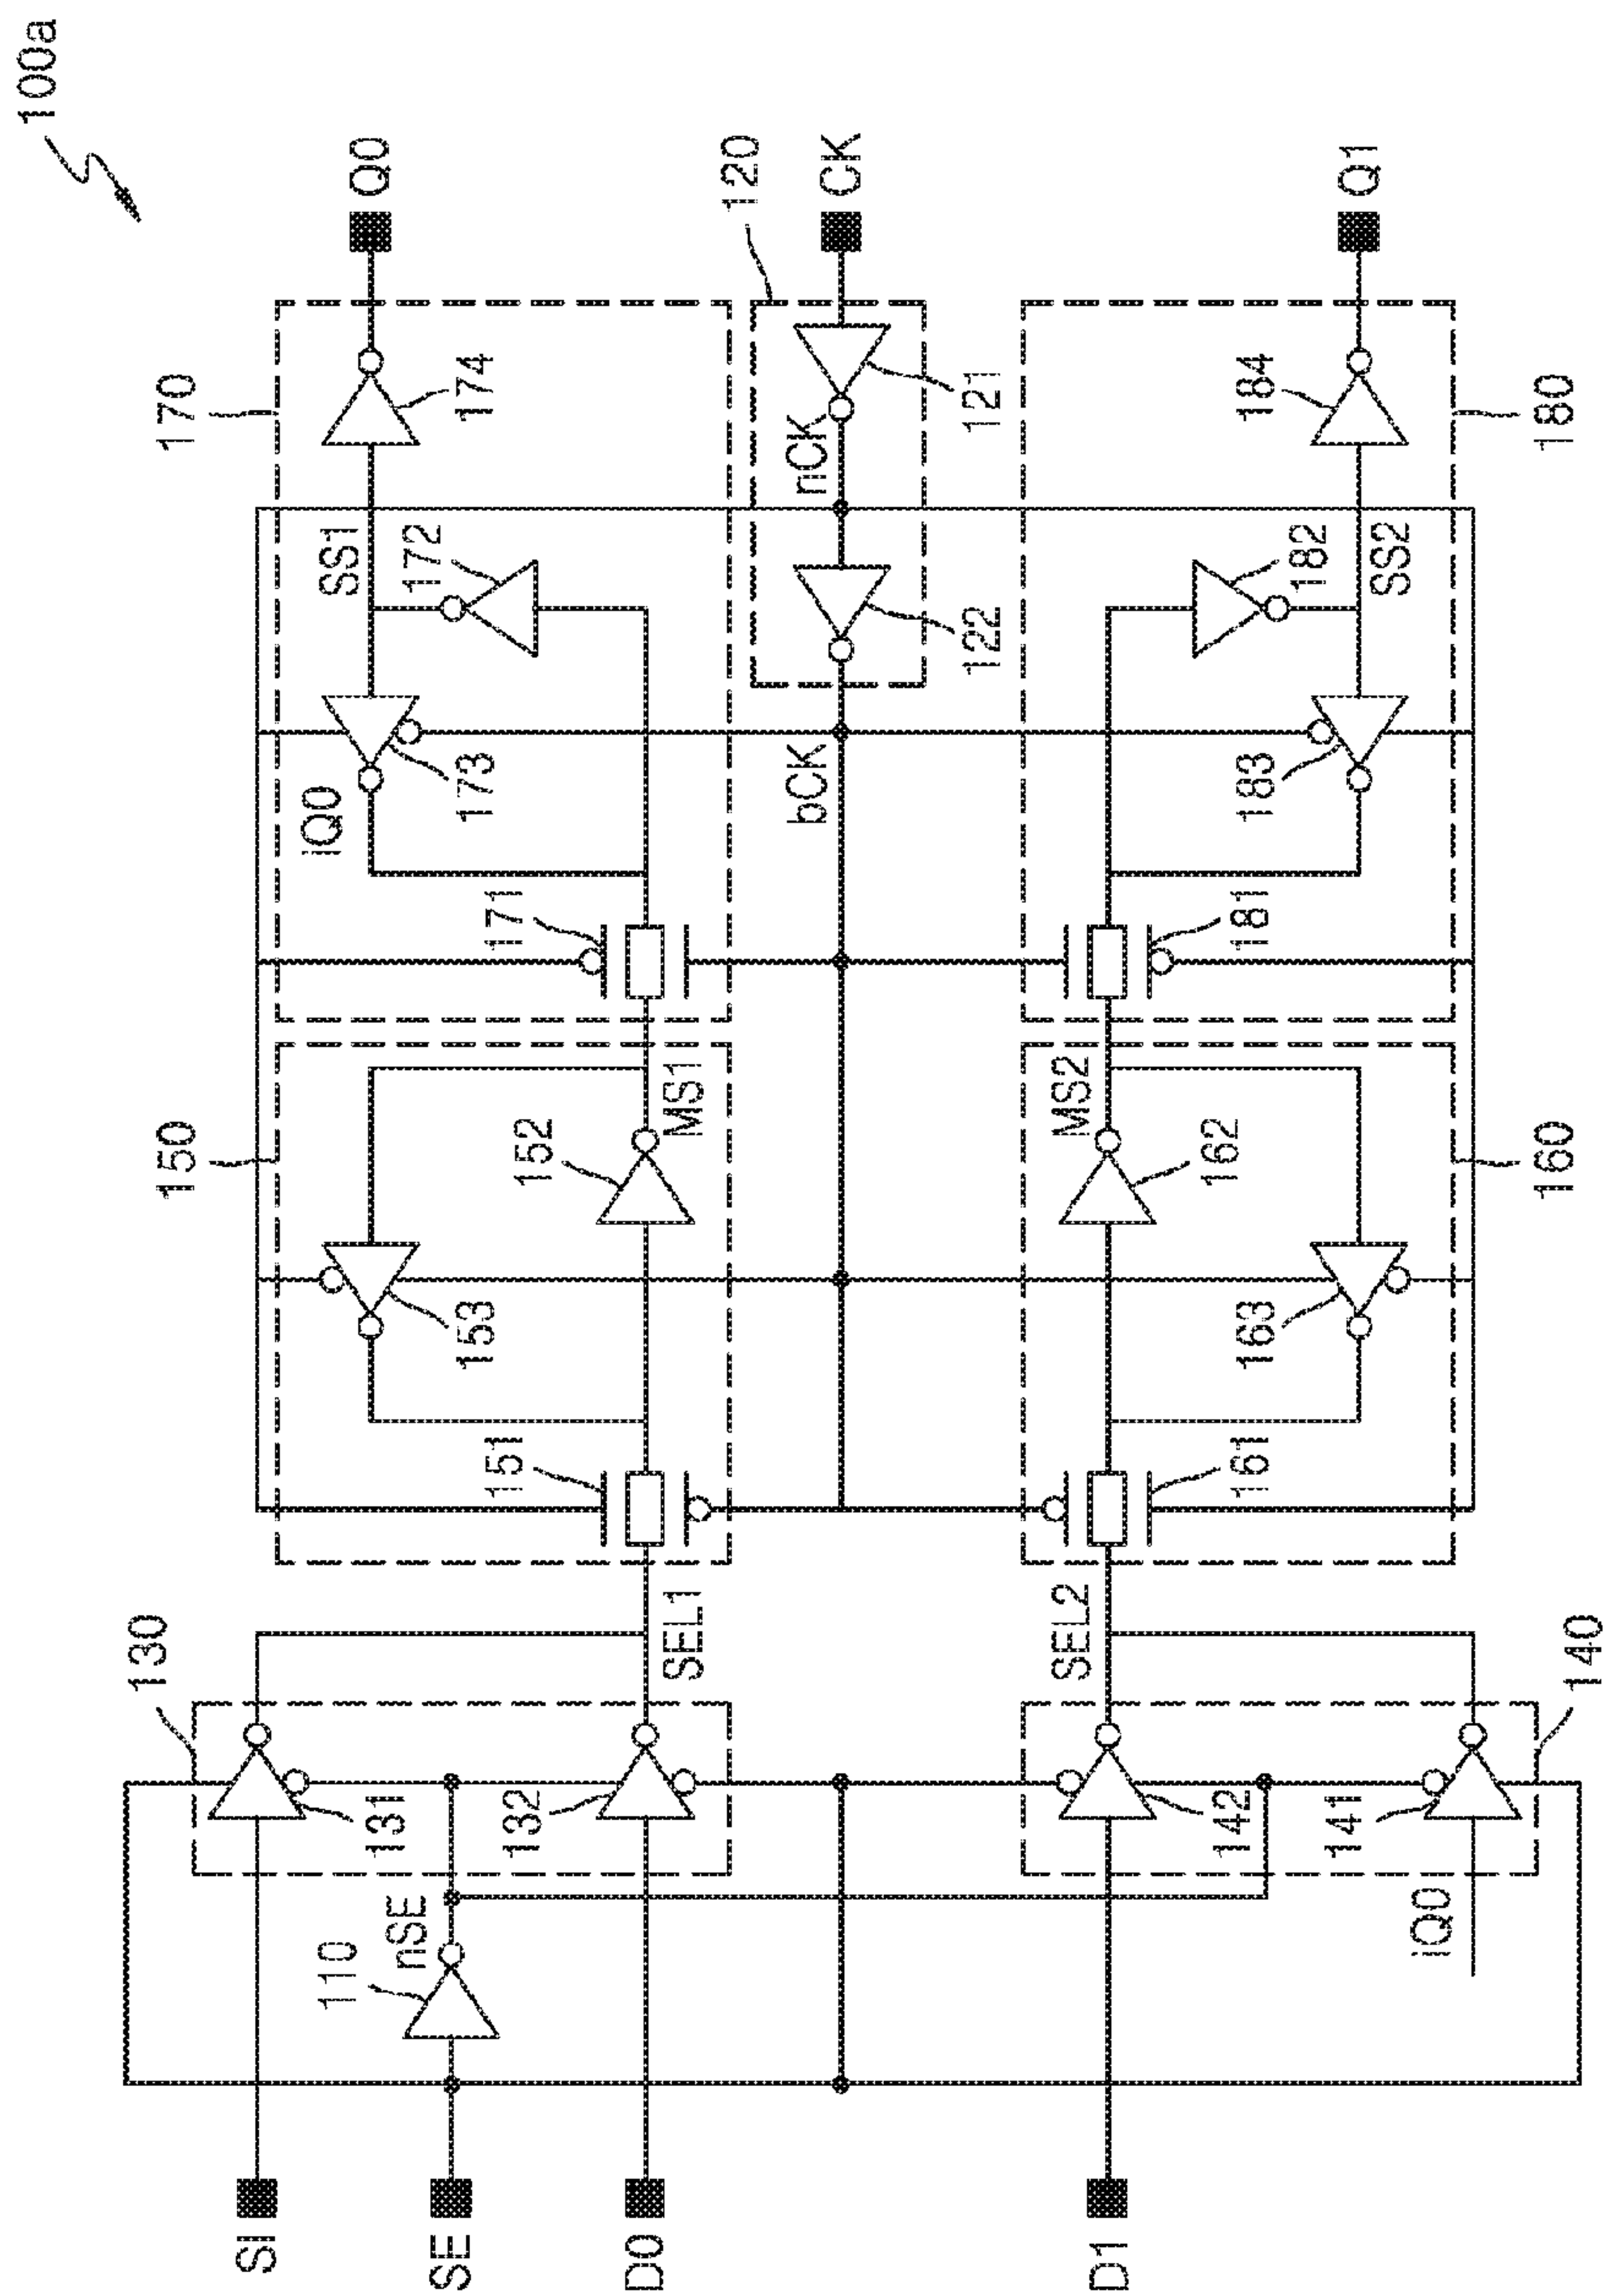 100a
Q0
CK
Q1
120
170
174
121
184
180
nCK
SS1
172
122
182
SS2
iQ0
173
bCK
183
171
181
150
152
MS1
MS2
162
160
153
163
151
161
130
SEL1
SEL2
140
131
132
142
141
110
nSE
iQ0
SI
SE
D0
D1